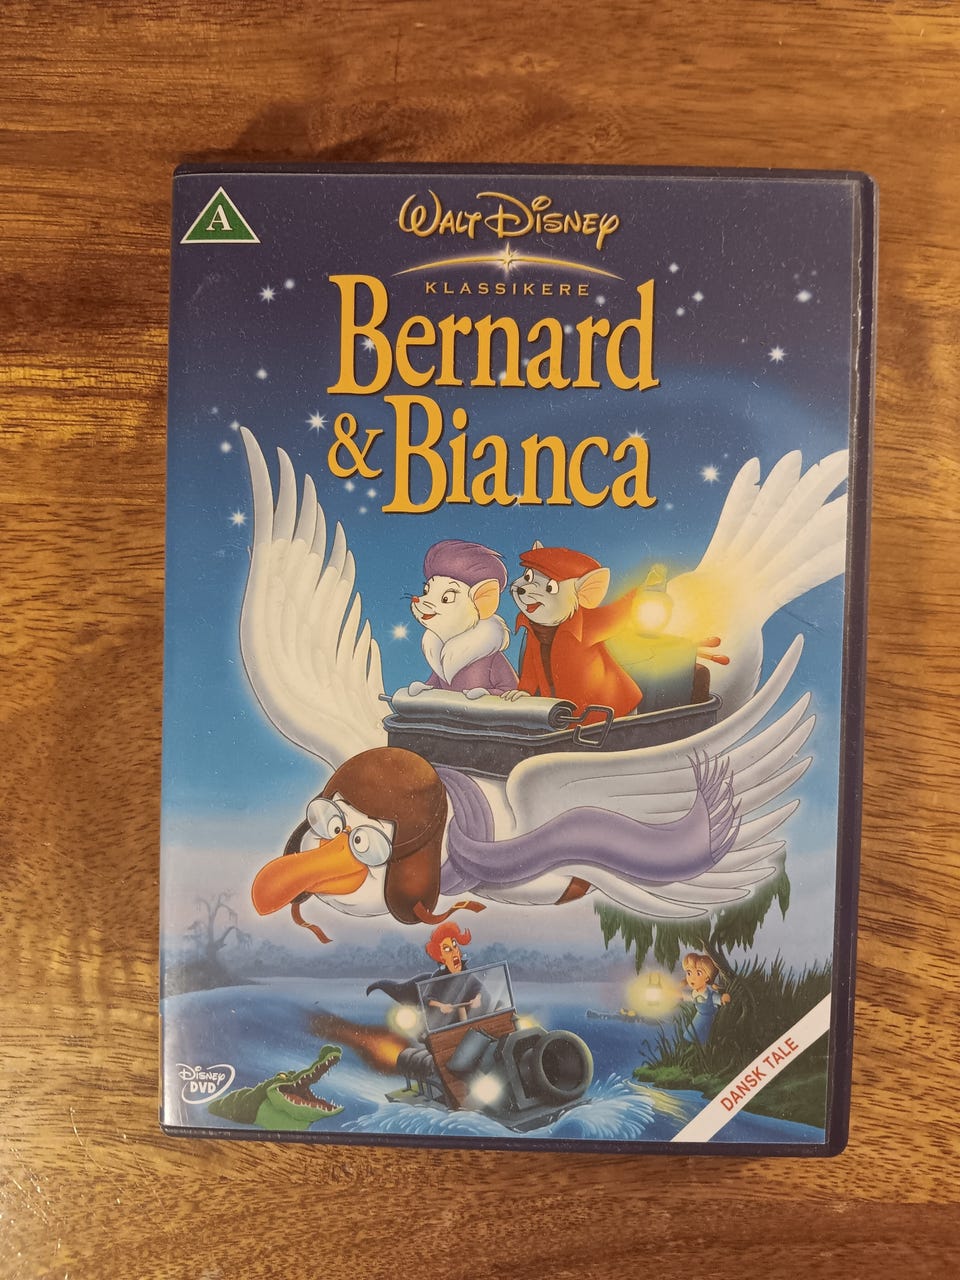 A
WALT DISNEY
KLASSIKERE
Bernard
& Bianca
DISNEY
DVD
DANSK TALE